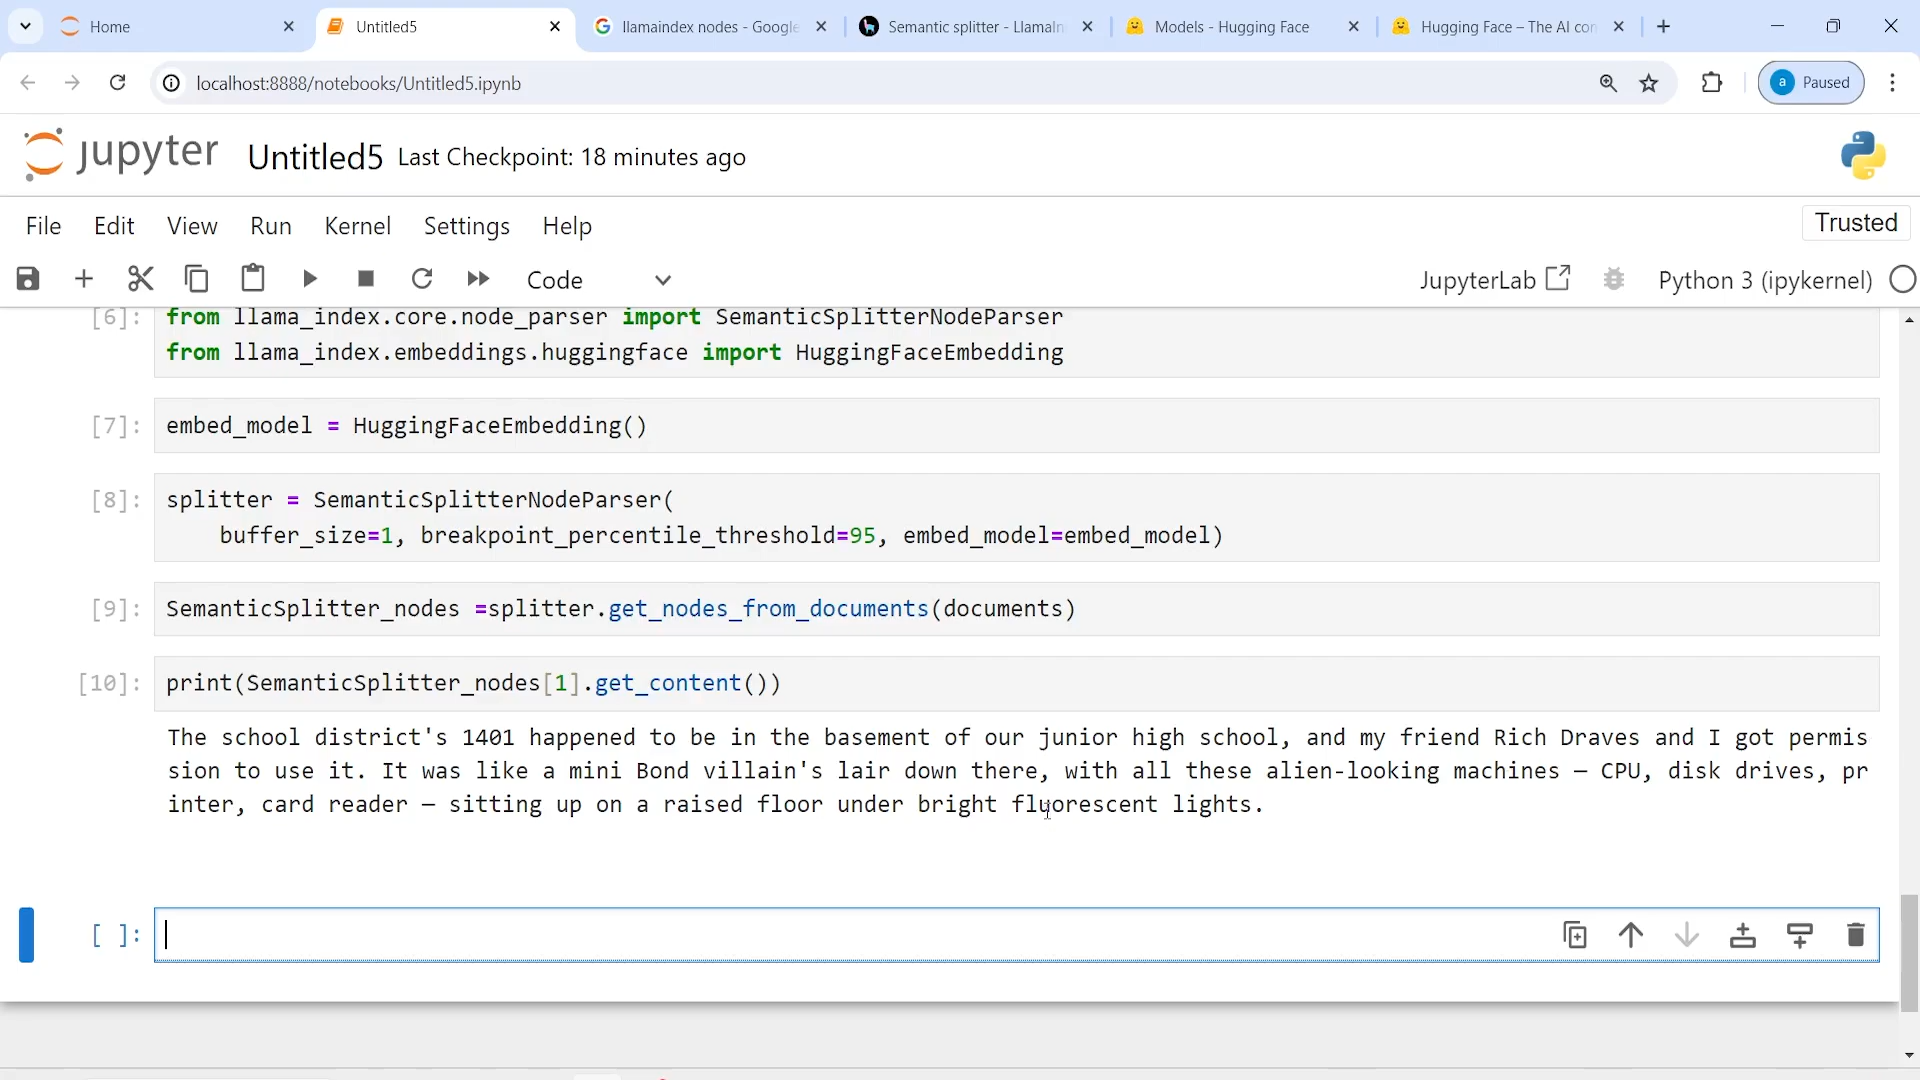 Home
Untitled5
llamaindex nodes - Google
Semantic splitter - LlamaIn
Models - Hugging Face
Hugging Face – The AI con
localhost:8888/notebooks/Untitled5.ipynb
a Paused
jupyter Untitled5 Last Checkpoint: 18 minutes ago
File Edit View Run Kernel Settings Help
Trusted
Code
JupyterLab
Python 3 (ipykernel)
[6]: from llama_index.core.node_parser import SemanticSplitterNodeParser
from llama_index.embeddings.huggingface import HuggingFaceEmbedding
[7]: embed_model = HuggingFaceEmbedding()
[8]: splitter = SemanticSplitterNodeParser(
buffer_size=1, breakpoint_percentile_threshold=95, embed_model=embed_model)
[9]: SemanticSplitter_nodes =splitter.get_nodes_from_documents(documents)
[10]: print(SemanticSplitter_nodes[1].get_content())
The school district's 1401 happened to be in the basement of our junior high school, and my friend Rich Draves and I got permis
sion to use it. It was like a mini Bond villain's lair down there, with all these alien-looking machines — CPU, disk drives, pr
inter, card reader — sitting up on a raised floor under bright fluorescent lights.
[ ]: